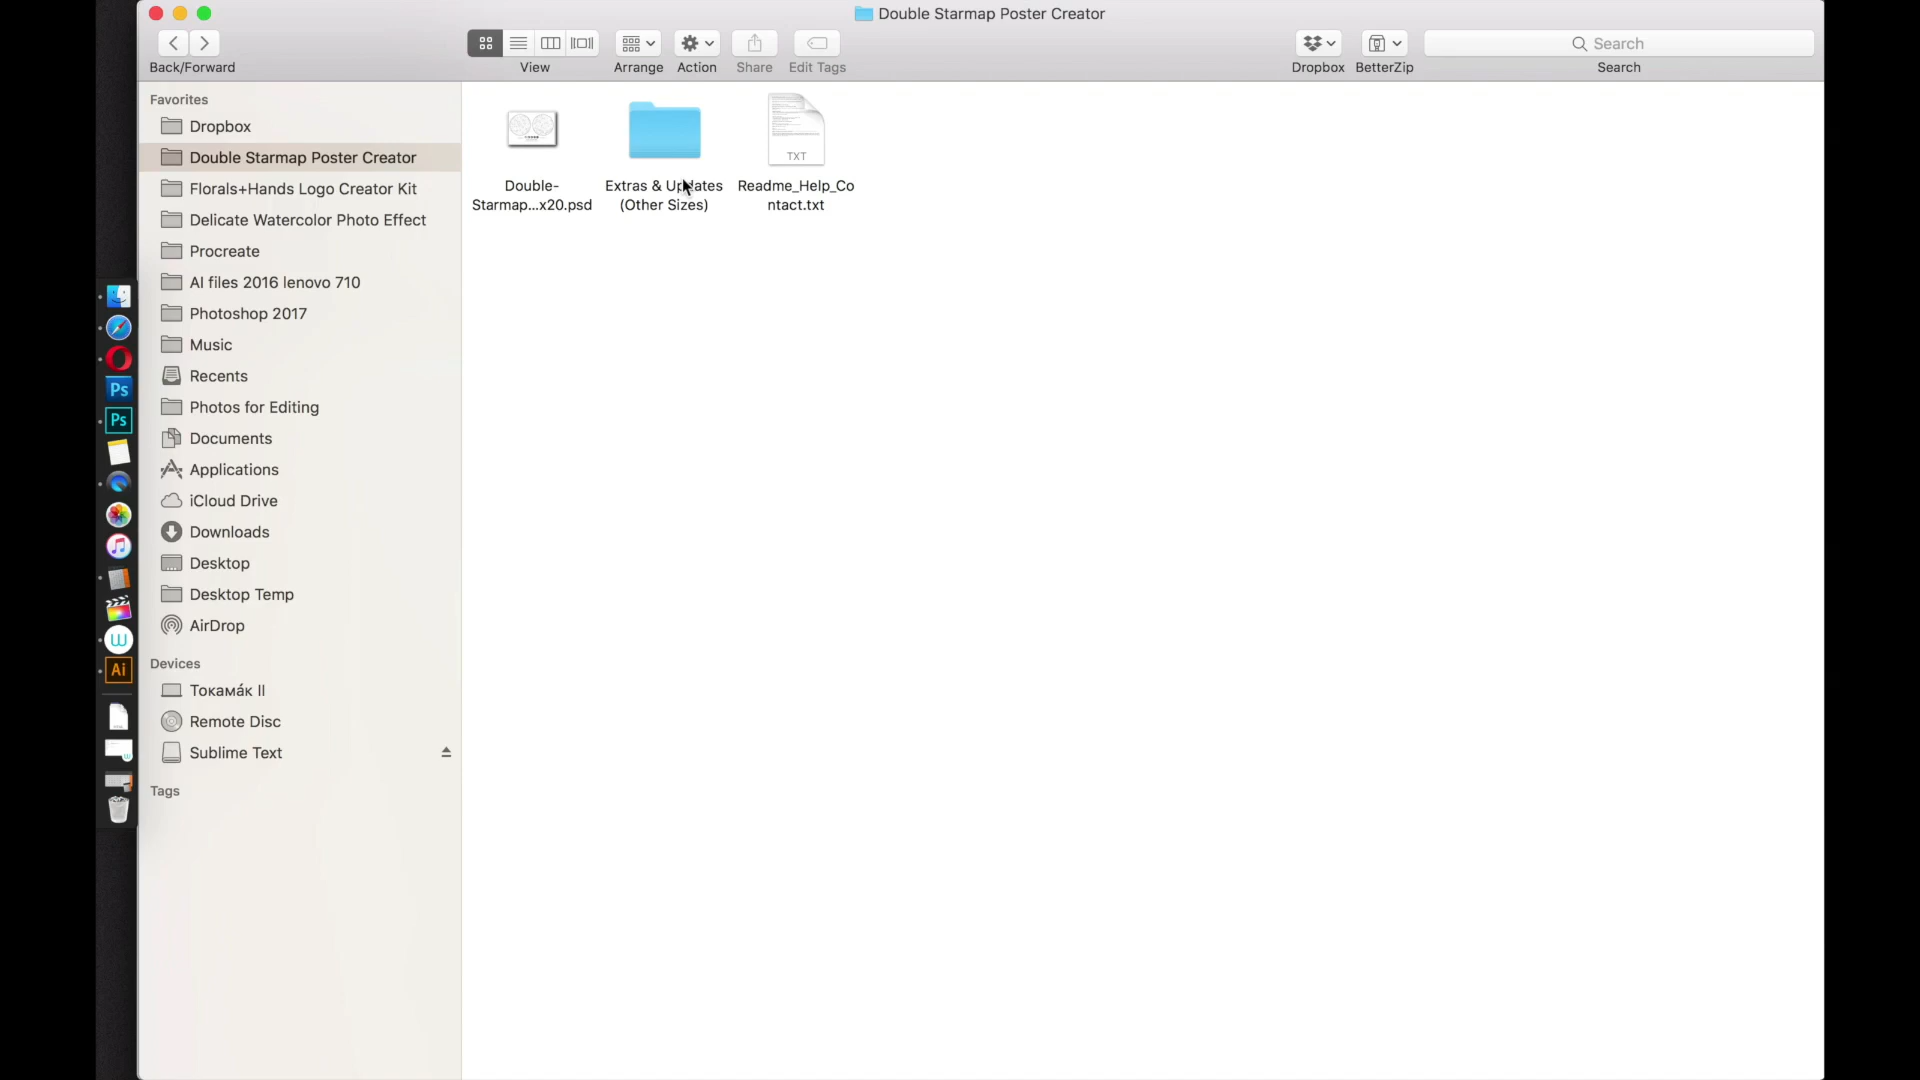 Double Starmap Poster Creator
Search
Back/Forward
View
Arrange
Action
Share
Edit Tags
Dropbox
BetterZip
Search
Favorites
Dropbox
Double Starmap Poster Creator
Florals+Hands Logo Creator Kit
Delicate Watercolor Photo Effect
Procreate
AI files 2016 lenovo 710
Photoshop 2017
Music
Recents
Photos for Editing
Documents
Applications
iCloud Drive
Downloads
Desktop
Desktop Temp
AirDrop
Devices
Токамáк II
Remote Disc
Sublime Text
Tags
Double-
Starmap...x20.psd
Extras & Updates
(Other Sizes)
TXT
Readme_Help_Co
ntact.txt
Ps
Ps
Ai